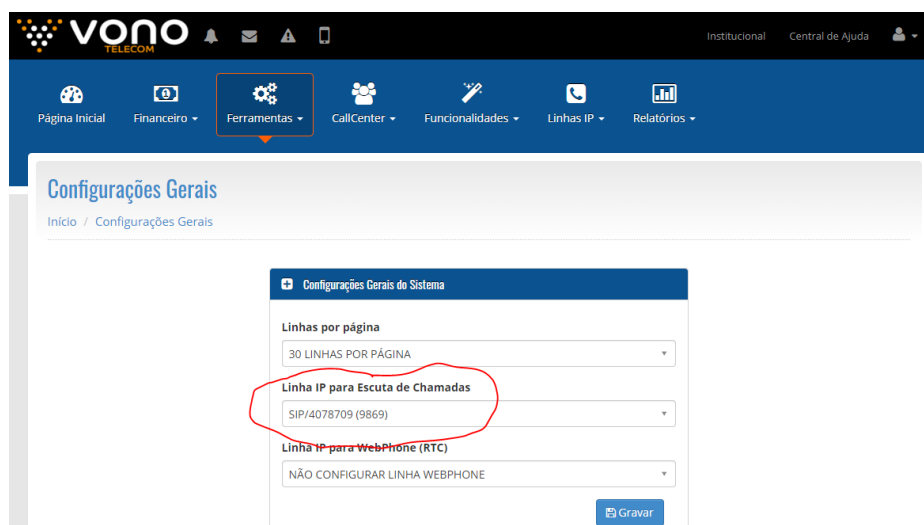 VONO
TELECOM
Institucional Central de Ajuda
Página Inicial Financeiro Ferramentas CallCenter Funcionalidades Linhas IP Relatórios
Configurações Gerais
Início / Configurações Gerais
Configurações Gerais do Sistema
Linhas por página
30 LINHAS POR PÁGINA
Linha IP para Escuta de Chamadas
SIP/4078709 (9869)
Linha IP para WebPhone (RTC)
NÃO CONFIGURAR LINHA WEBPHONE
Gravar